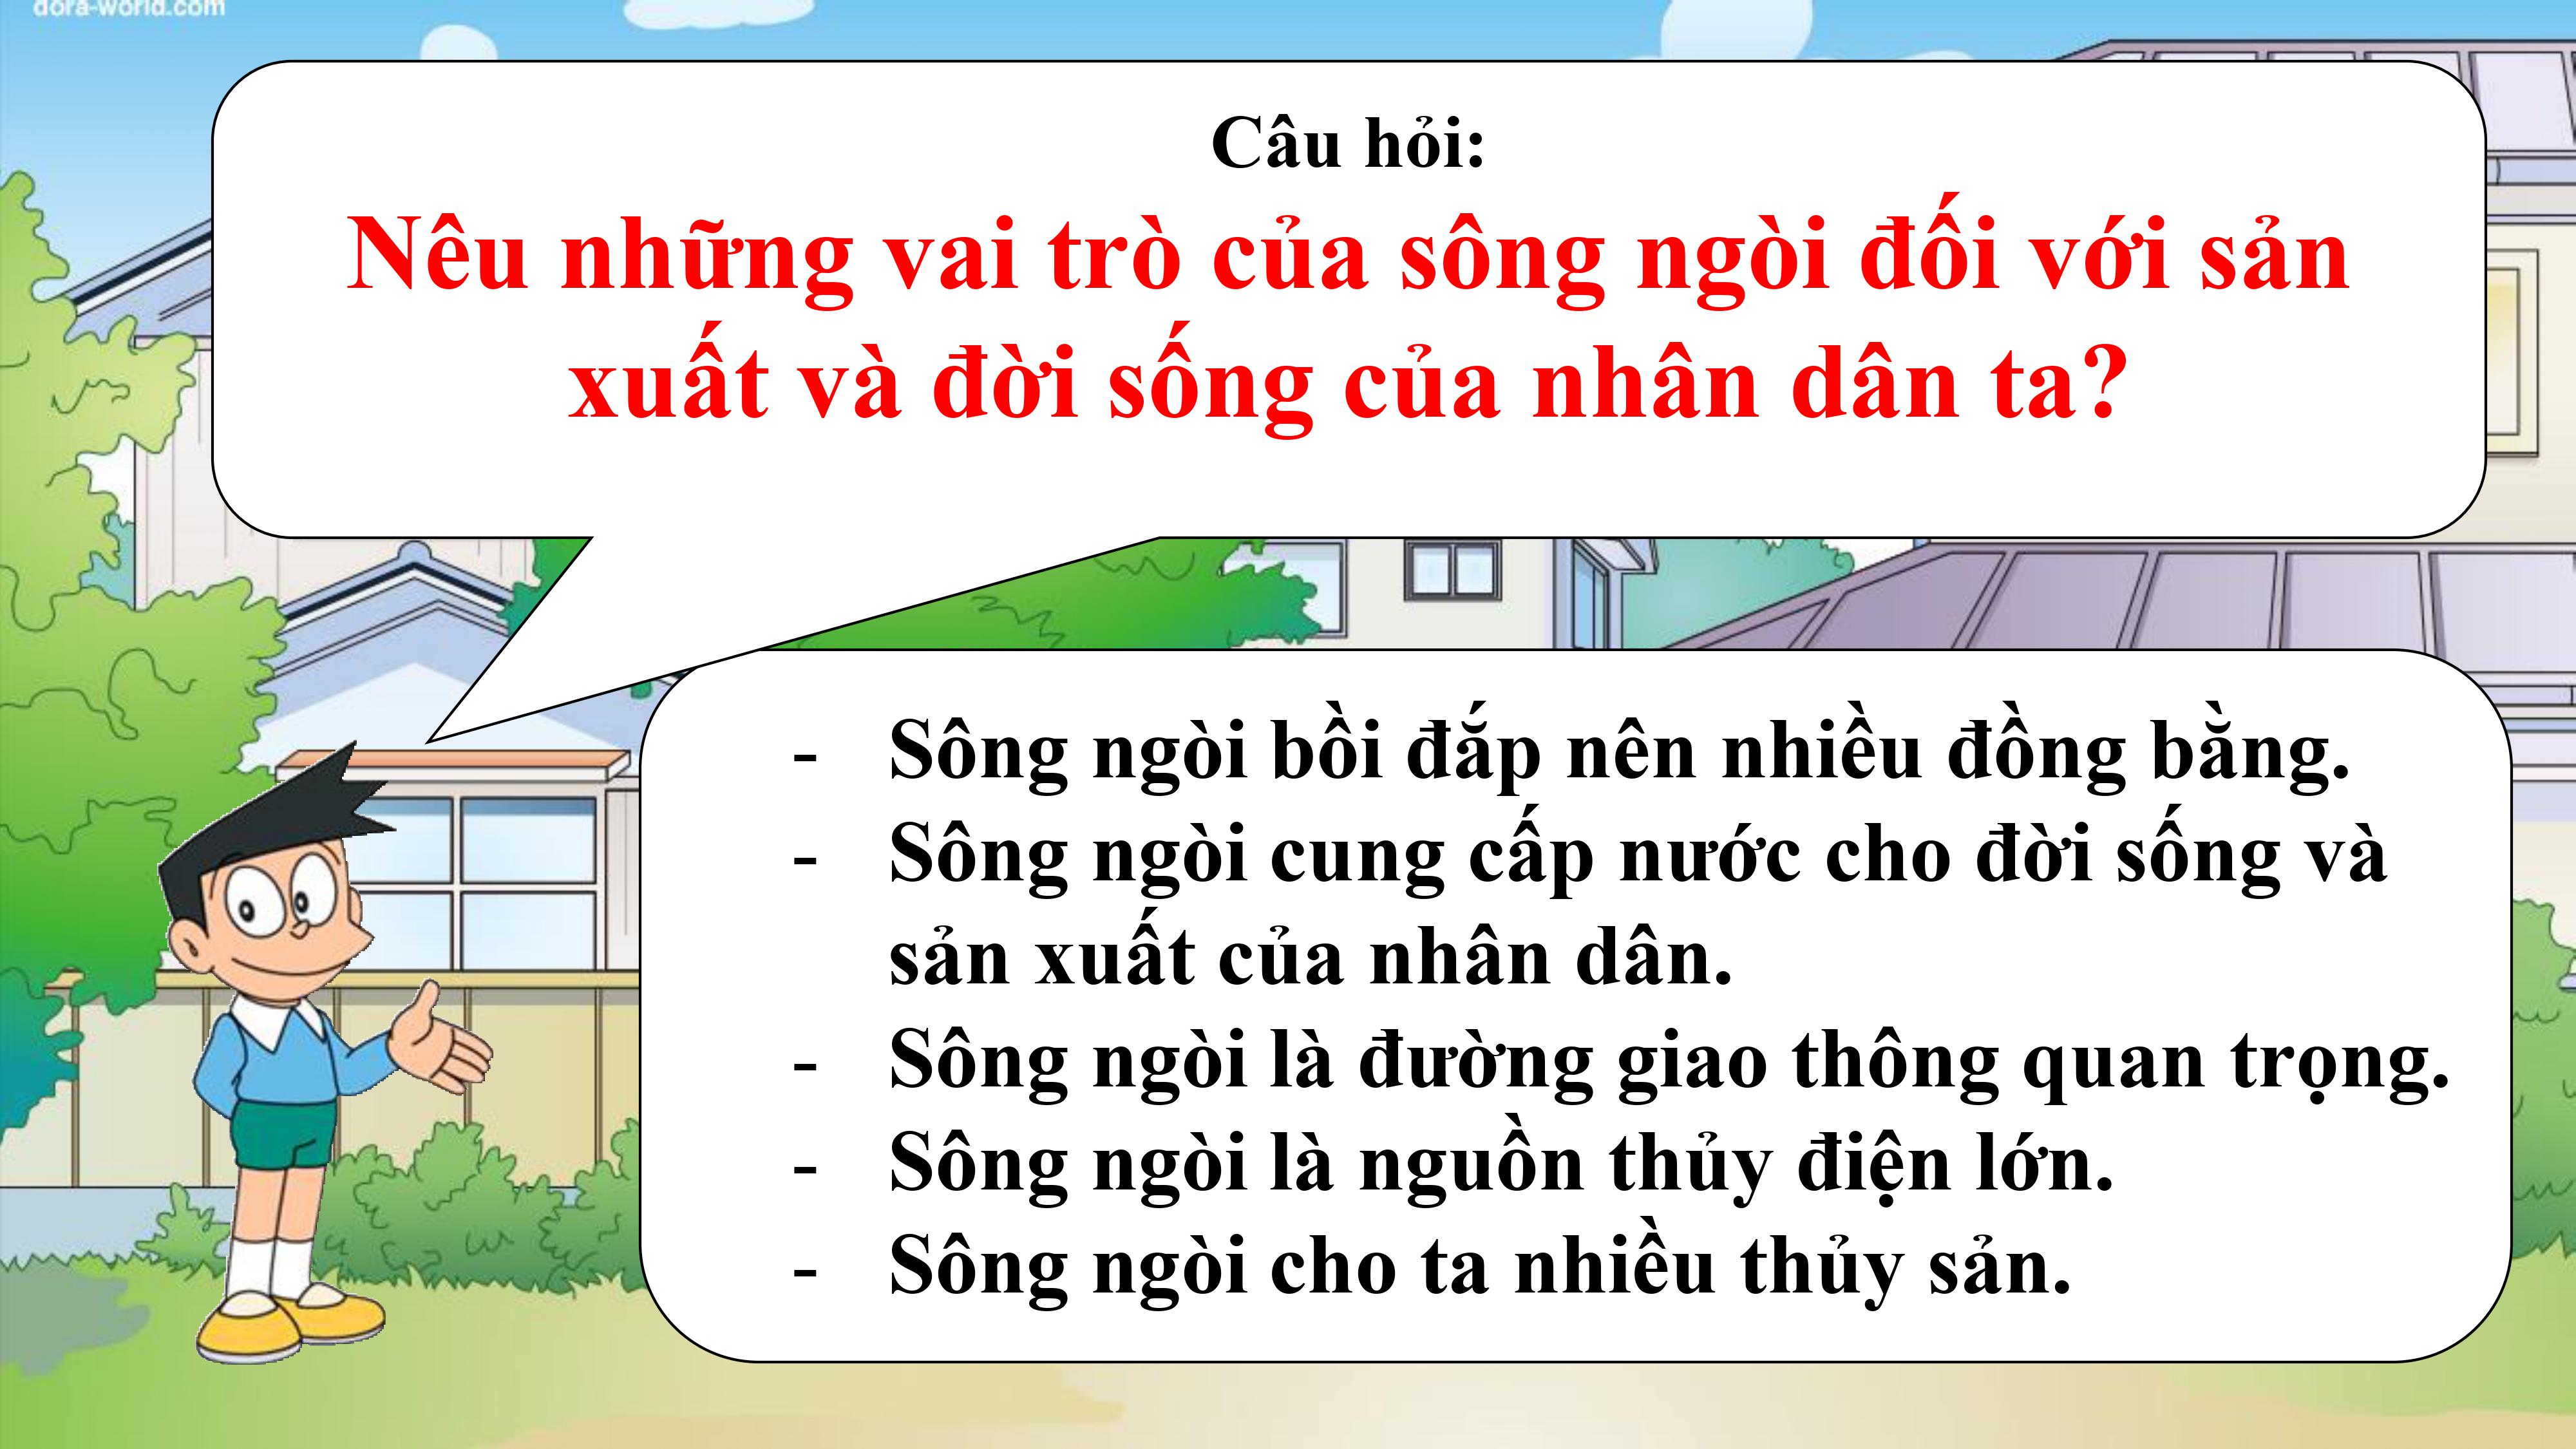 dora-world.com
Câu hỏi:
Nêu những vai trò của sông ngòi đối với sản
xuất và đời sống của nhân dân ta?
- Sông ngòi bồi đắp nên nhiều đồng bằng.
- Sông ngòi cung cấp nước cho đời sống và
sản xuất của nhân dân.
- Sông ngòi là đường giao thông quan trọng.
- Sông ngòi là nguồn thủy điện lớn.
- Sông ngòi cho ta nhiều thủy sản.